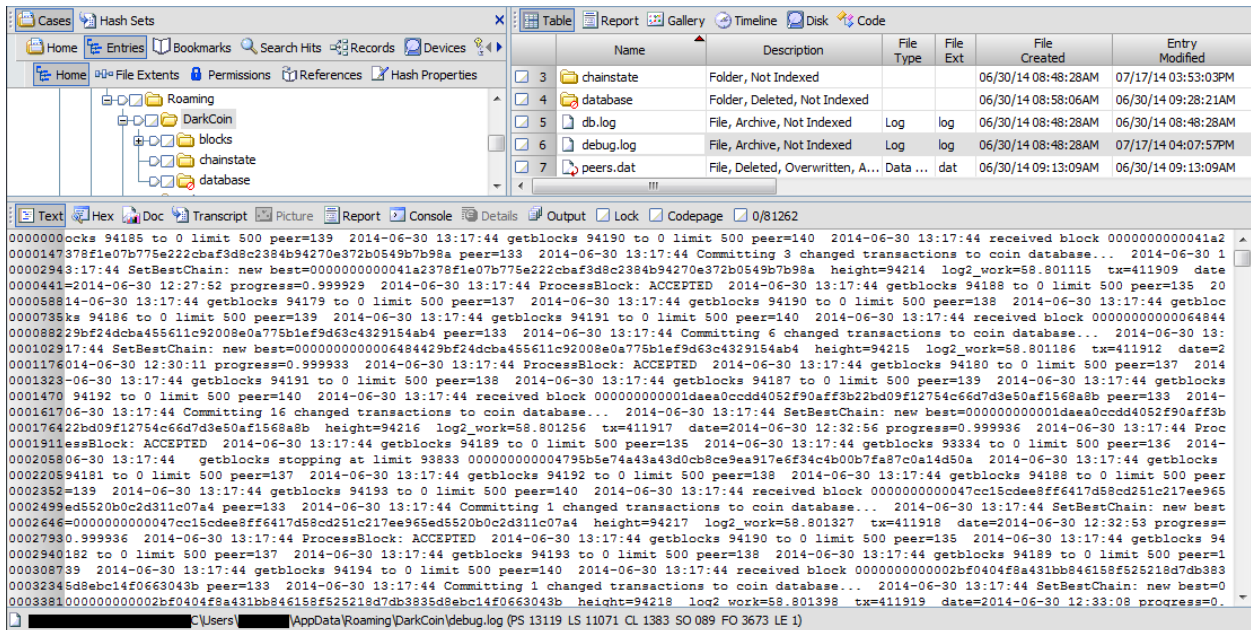 Cases Hash Sets
Home Entries Bookmarks Search Hits Records Devices
Home File Extents Permissions References Hash Properties
Roaming
DarkCoin
blocks
chainstate
database
Table Report Gallery Timeline Disk Code
Name Description File Type File Ext File Created Entry Modified
3 chainstate Folder, Not Indexed 06/30/14 08:48:28AM 07/17/14 03:53:03PM
4 database Folder, Deleted, Not Indexed 06/30/14 08:58:06AM 06/30/14 09:28:21AM
5 db.log File, Archive, Not Indexed Log log 06/30/14 08:48:28AM 06/30/14 08:48:28AM
6 debug.log File, Archive, Not Indexed Log log 06/30/14 08:48:28AM 07/17/14 04:07:57PM
7 peers.dat File, Deleted, Overwritten, A... Data ... dat 06/30/14 09:13:09AM 06/30/14 09:13:09AM
Text Hex Doc Transcript Picture Report Console Details Output Lock Codepage 0/81262
0000000ocks 94185 to 0 limit 500 peer=139 2014-06-30 13:17:44 getblocks 94190 to 0 limit 500 peer=140 2014-06-30 13:17:44 received block 0000000000041a2
0000147378f1e07b775e222cbaf3d8c2384b94270e372b0549b7b98a peer=133 2014-06-30 13:17:44 Committing 3 changed transactions to coin database... 2014-06-30 1
00002943:17:44 SetBestChain: new best=0000000000041a2378f1e07b775e222cbaf3d8c2384b94270e372b0549b7b98a height=94214 log2_work=58.801115 tx=411909 date
0000441=2014-06-30 12:27:52 progress=0.999929 2014-06-30 13:17:44 ProcessBlock: ACCEPTED 2014-06-30 13:17:44 getblocks 94188 to 0 limit 500 peer=135 20
000058814-06-30 13:17:44 getblocks 94179 to 0 limit 500 peer=137 2014-06-30 13:17:44 getblocks 94190 to 0 limit 500 peer=138 2014-06-30 13:17:44 getbloc
0000735ks 94186 to 0 limit 500 peer=139 2014-06-30 13:17:44 getblocks 94191 to 0 limit 500 peer=140 2014-06-30 13:17:44 received block 00000000000064844
000088229bf24dcba455611c92008e0a775b1ef9d63c4329154ab4 peer=133 2014-06-30 13:17:44 Committing 6 changed transactions to coin database... 2014-06-30 13:
000102917:44 SetBestChain: new best=0000000000006484429bf24dcba455611c92008e0a775b1ef9d63c4329154ab4 height=94215 log2_work=58.801186 tx=411912 date=2
0001176014-06-30 12:30:11 progress=0.999933 2014-06-30 13:17:44 ProcessBlock: ACCEPTED 2014-06-30 13:17:44 getblocks 94180 to 0 limit 500 peer=137 2014
0001323-06-30 13:17:44 getblocks 94191 to 0 limit 500 peer=138 2014-06-30 13:17:44 getblocks 94187 to 0 limit 500 peer=139 2014-06-30 13:17:44 getblocks
0001470 94192 to 0 limit 500 peer=140 2014-06-30 13:17:44 received block 000000000001daea0ccdd4052f90aff3b22bd09f12754c66d7d3e50af1568a8b peer=133 2014-
000161706-30 13:17:44 Committing 16 changed transactions to coin database... 2014-06-30 13:17:44 SetBestChain: new best=000000000001daea0ccdd4052f90aff3b
000176422bd09f12754c66d7d3e50af1568a8b height=94216 log2_work=58.801256 tx=411917 date=2014-06-30 12:32:56 progress=0.999936 2014-06-30 13:17:44 Proc
0001911essBlock: ACCEPTED 2014-06-30 13:17:44 getblocks 94189 to 0 limit 500 peer=135 2014-06-30 13:17:44 getblocks 93334 to 0 limit 500 peer=136 2014-
000205806-30 13:17:44 getblocks stopping at limit 93833 000000000004795b5e74a43a43d0cb8ce9ea917e6f34c4b00b7fa87c0a14d50a 2014-06-30 13:17:44 getblocks
000220594181 to 0 limit 500 peer=137 2014-06-30 13:17:44 getblocks 94192 to 0 limit 500 peer=138 2014-06-30 13:17:44 getblocks 94188 to 0 limit 500 peer
0002352=139 2014-06-30 13:17:44 getblocks 94193 to 0 limit 500 peer=140 2014-06-30 13:17:44 received block 0000000000047cc15cdee8ff6417d58cd251c217ee965
0002499ed5520b0c2d311c07a4 peer=133 2014-06-30 13:17:44 Committing 1 changed transactions to coin database... 2014-06-30 13:17:44 SetBestChain: new best
0002646=0000000000047cc15cdee8ff6417d58cd251c217ee965ed5520b0c2d311c07a4 height=94217 log2_work=58.801327 tx=411918 date=2014-06-30 12:32:53 progress=
00027930.999936 2014-06-30 13:17:44 ProcessBlock: ACCEPTED 2014-06-30 13:17:44 getblocks 94190 to 0 limit 500 peer=135 2014-06-30 13:17:44 getblocks 94
0002940182 to 0 limit 500 peer=137 2014-06-30 13:17:44 getblocks 94193 to 0 limit 500 peer=138 2014-06-30 13:17:44 getblocks 94189 to 0 limit 500 peer=1
000308739 2014-06-30 13:17:44 getblocks 94194 to 0 limit 500 peer=140 2014-06-30 13:17:44 received block 0000000000002bf0404f8a431bb846158f525218d7db383
00032345d8ebc14f0663043b peer=133 2014-06-30 13:17:44 Committing 1 changed transactions to coin database... 2014-06-30 13:17:44 SetBestChain: new best=0
0003381000000000002bf0404f8a431bb846158f525218d7db3835d8ebc14f0663043b height=94218 log2_work=58.801398 tx=411919 date=2014-06-30 12:33:08 progress=0.
C\Users\ \AppData\Roaming\DarkCoin\debug.log (PS 13119 LS 11071 CL 1383 SO 089 FO 3673 LE 1)